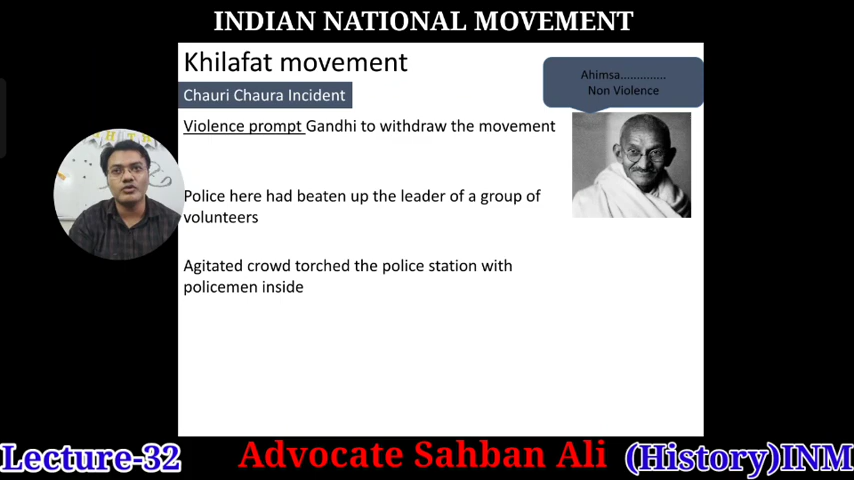 INDIAN NATIONAL MOVEMENT
Khilafat movement
Chauri Chaura Incident
Ahimsa..............
Non Violence
Violence prompt Gandhi to withdraw the movement
Police here had beaten up the leader of a group of
volunteers
Agitated crowd torched the police station with
policemen inside
Lecture-32 Advocate Sahban Ali (History)INM